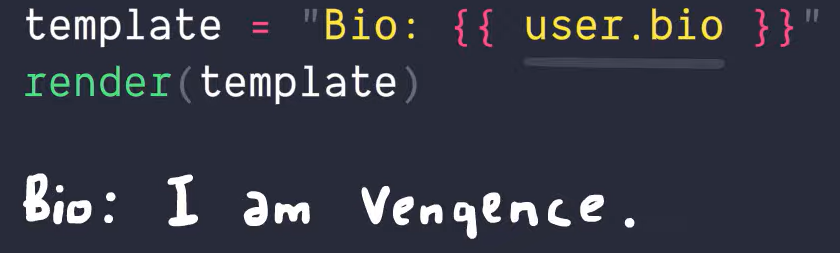 template = "Bio: {{ user.bio }}"
render(template)
Bio: I am Vengence.